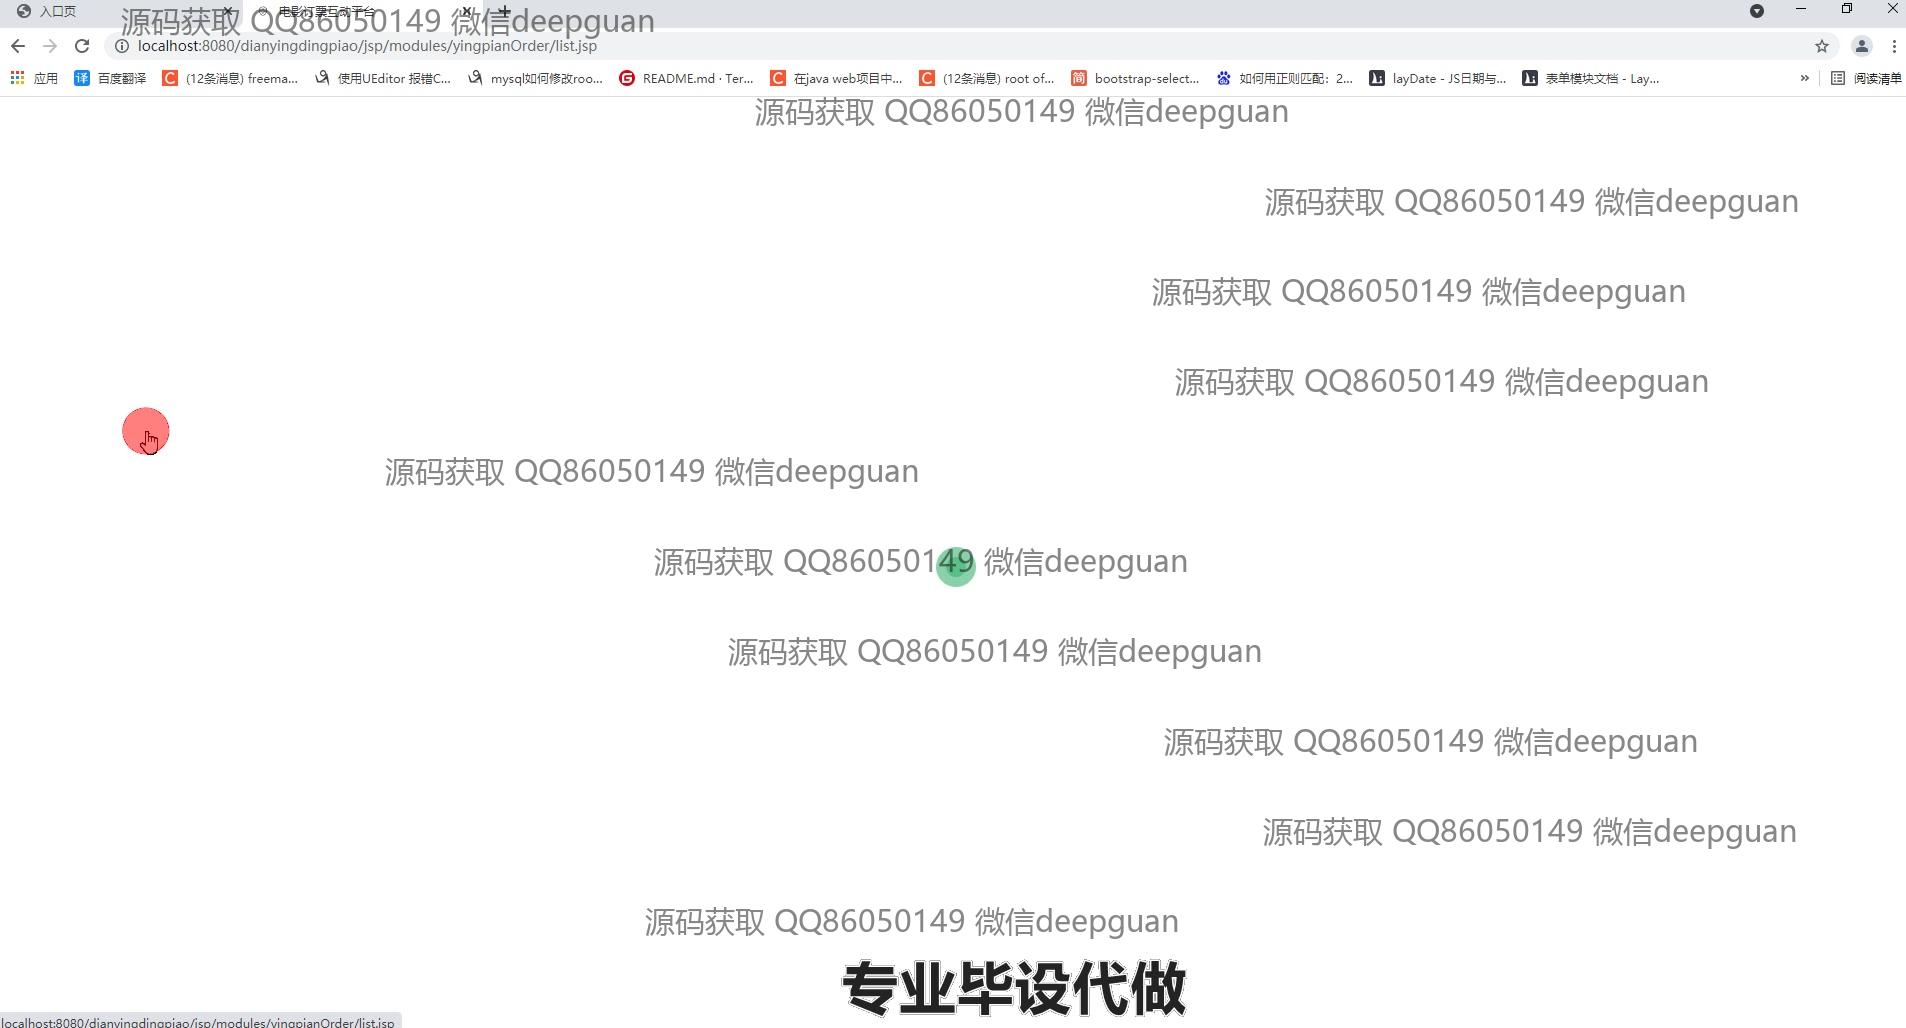 入口页
电影订票互动平台
源码获取 QQ86050149 微信deepguan
localhost:8080/dianyingdingpiao/jsp/modules/yingpianOrder/list.jsp
应用 百度翻译 (12条消息) freema... 使用UEditor 报错C... mysql如何修改roo... README.md · Ter... 在java web项目中... (12条消息) root of... bootstrap-select... 如何用正则匹配；2... layDate - JS日期与... 表单模块文档 - Lay... » 阅读清单
源码获取 QQ86050149 微信deepguan
源码获取 QQ86050149 微信deepguan
源码获取 QQ86050149 微信deepguan
源码获取 QQ86050149 微信deepguan
源码获取 QQ86050149 微信deepguan
源码获取 QQ86050149 微信deepguan
源码获取 QQ86050149 微信deepguan
源码获取 QQ86050149 微信deepguan
源码获取 QQ86050149 微信deepguan
源码获取 QQ86050149 微信deepguan
专业毕设代做
localhost:8080/dianyingdingpiao/jsp/modules/yingpianOrder/list.jsp